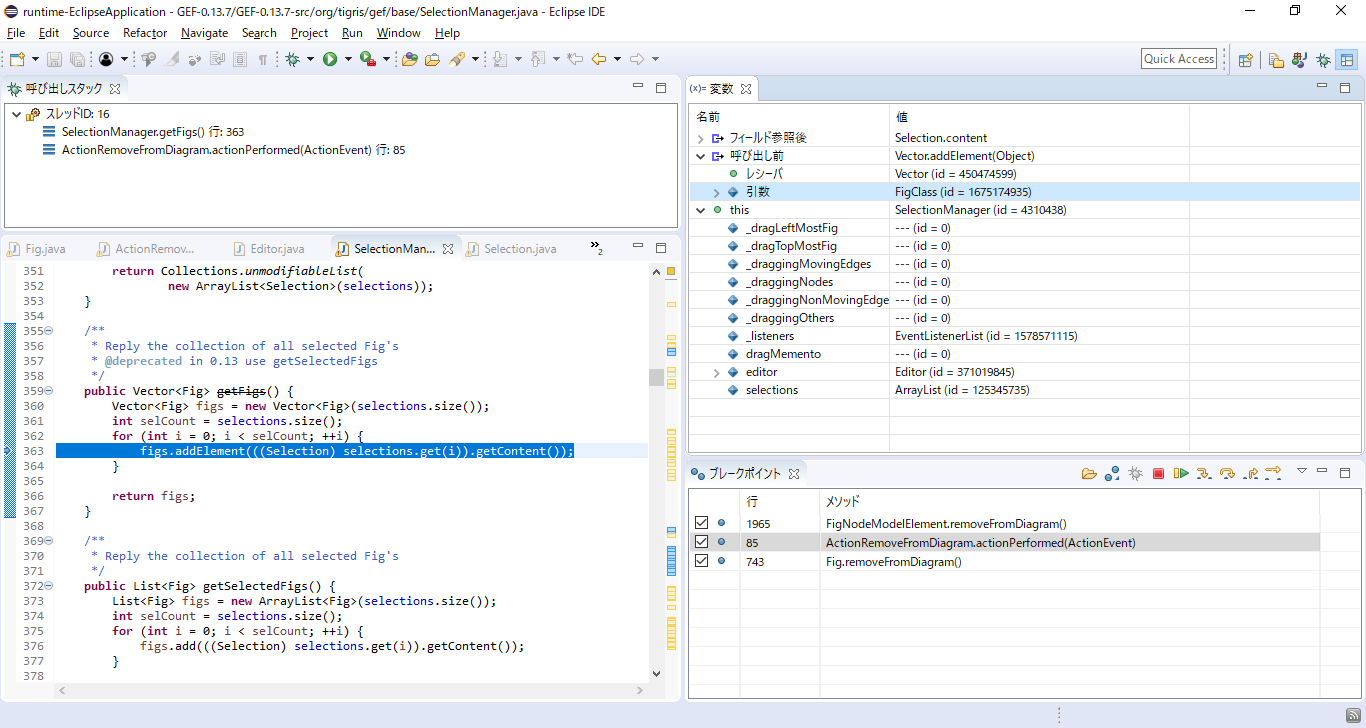 runtime-EclipseApplication - GEF-0.13.7/GEF-0.13.7-src/org/tigris/gef/base/SelectionManager.java - Eclipse IDE
File Edit Source Refactor Navigate Search Project Run Window Help
Quick Access
呼び出しスタック
スレッドID: 16
SelectionManager.getFigs() 行: 363
ActionRemoveFromDiagram.actionPerformed(ActionEvent) 行: 85
Fig.java ActionRemov... Editor.java SelectionMan... Selection.java »2
351 return Collections.unmodifiableList(
352 new ArrayList<Selection>(selections));
353 }
354
355 /**
356 * Reply the collection of all selected Fig's
357 * @deprecated in 0.13 use getSelectedFigs
358 */
359 public Vector<Fig> getFigs() {
360 Vector<Fig> figs = new Vector<Fig>(selections.size());
361 int selCount = selections.size();
362 for (int i = 0; i < selCount; ++i) {
363 figs.addElement(((Selection) selections.get(i)).getContent());
364 }
365
366 return figs;
367 }
368
369 /**
370 * Reply the collection of all selected Fig's
371 */
372 public List<Fig> getSelectedFigs() {
373 List<Fig> figs = new ArrayList<Fig>(selections.size());
374 int selCount = selections.size();
375 for (int i = 0; i < selCount; ++i) {
376 figs.add(((Selection) selections.get(i)).getContent());
377 }
378
(x)= 変数
名前 値
フィールド参照後 Selection.content
呼び出し前 Vector.addElement(Object)
レシーバ Vector (id = 450474599)
引数 FigClass (id = 1675174935)
this SelectionManager (id = 4310438)
_dragLeftMostFig --- (id = 0)
_dragTopMostFig --- (id = 0)
_draggingMovingEdges --- (id = 0)
_draggingNodes --- (id = 0)
_draggingNonMovingEdge --- (id = 0)
_draggingOthers --- (id = 0)
_listeners EventListenerList (id = 1578571115)
dragMemento --- (id = 0)
editor Editor (id = 371019845)
selections ArrayList (id = 125345735)
ブレークポイント
行 メソッド
1965 FigNodeModelElement.removeFromDiagram()
85 ActionRemoveFromDiagram.actionPerformed(ActionEvent)
743 Fig.removeFromDiagram()